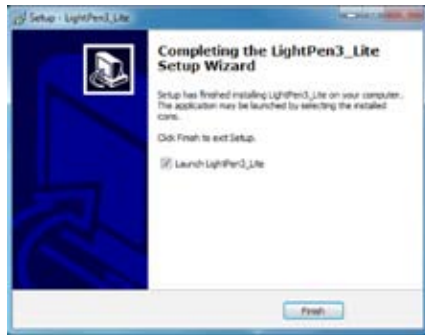 Setup - LightPen3_Lite
Completing the LightPen3_Lite
Setup Wizard
Setup has finished installing LightPen3_Lite on your computer.
The application may be launched by selecting the installed
icons.
Click Finish to exit Setup.
Launch LightPen3_Lite
Finish